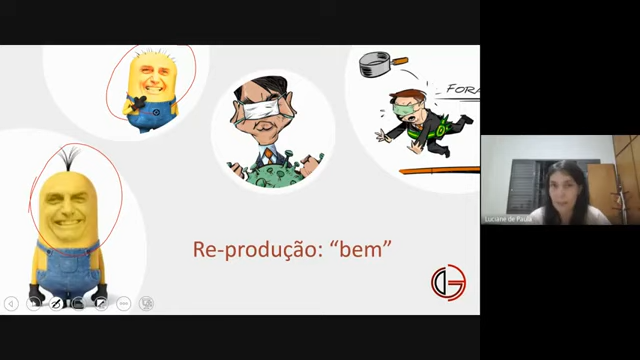 FORA
Luciane de Paula
Re-produção: “bem”